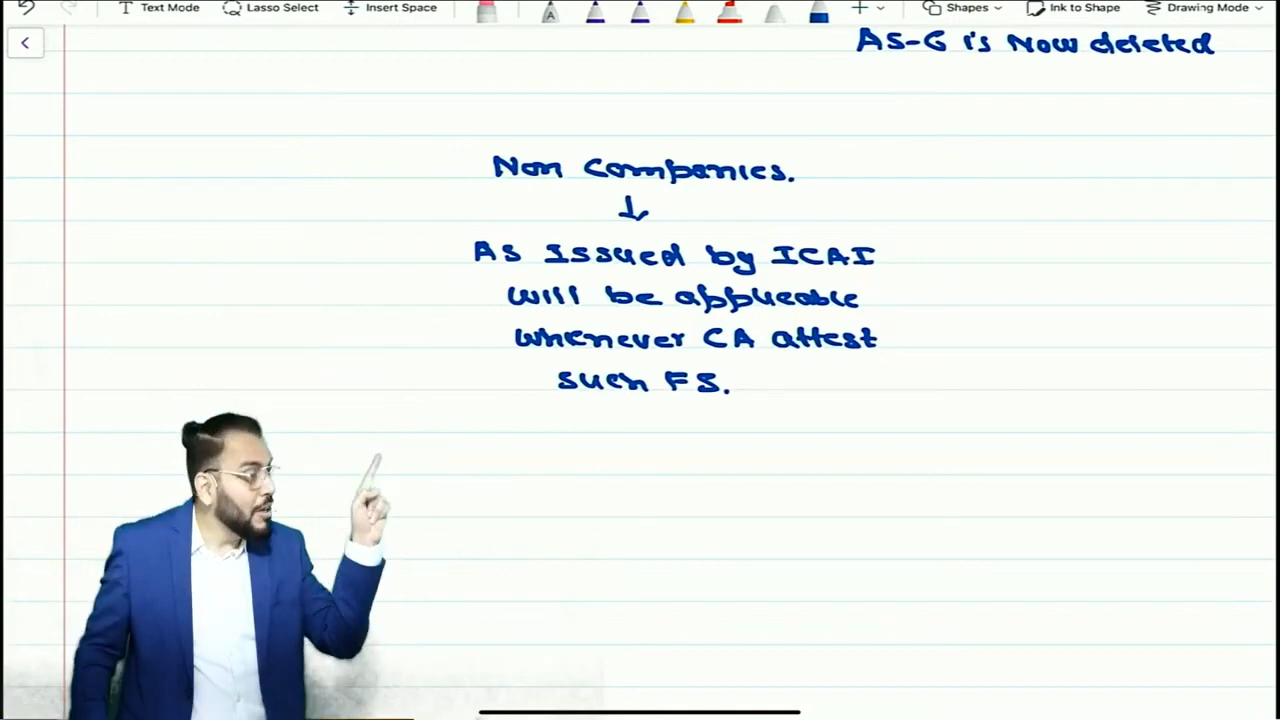 Text Mode Lasso Select Insert Space Shapes Ink to Shape Drawing Mode
AS-6 is Now deleted
Non Companies.
↓
As Issued by ICAI
will be applicable
whenever CA attest
such FS.